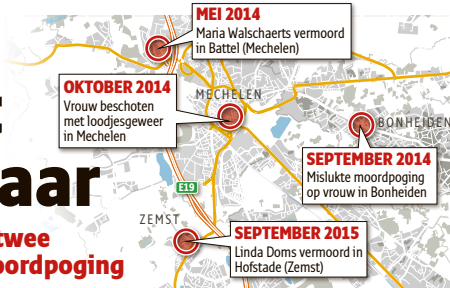 MEI 2014
Maria Walschaerts vermoord
in Battel (Mechelen)
OKTOBER 2014
Vrouw beschoten
met loodjesgeweer
in Mechelen
MECHELEN
BONHEIDEN
SEPTEMBER 2014
Mislukte moordpoging
op vrouw in Bonheiden
aar
E19
ZEMST
twee
oordpoging
SEPTEMBER 2015
Linda Doms vermoord in
Hofstade (Zemst)